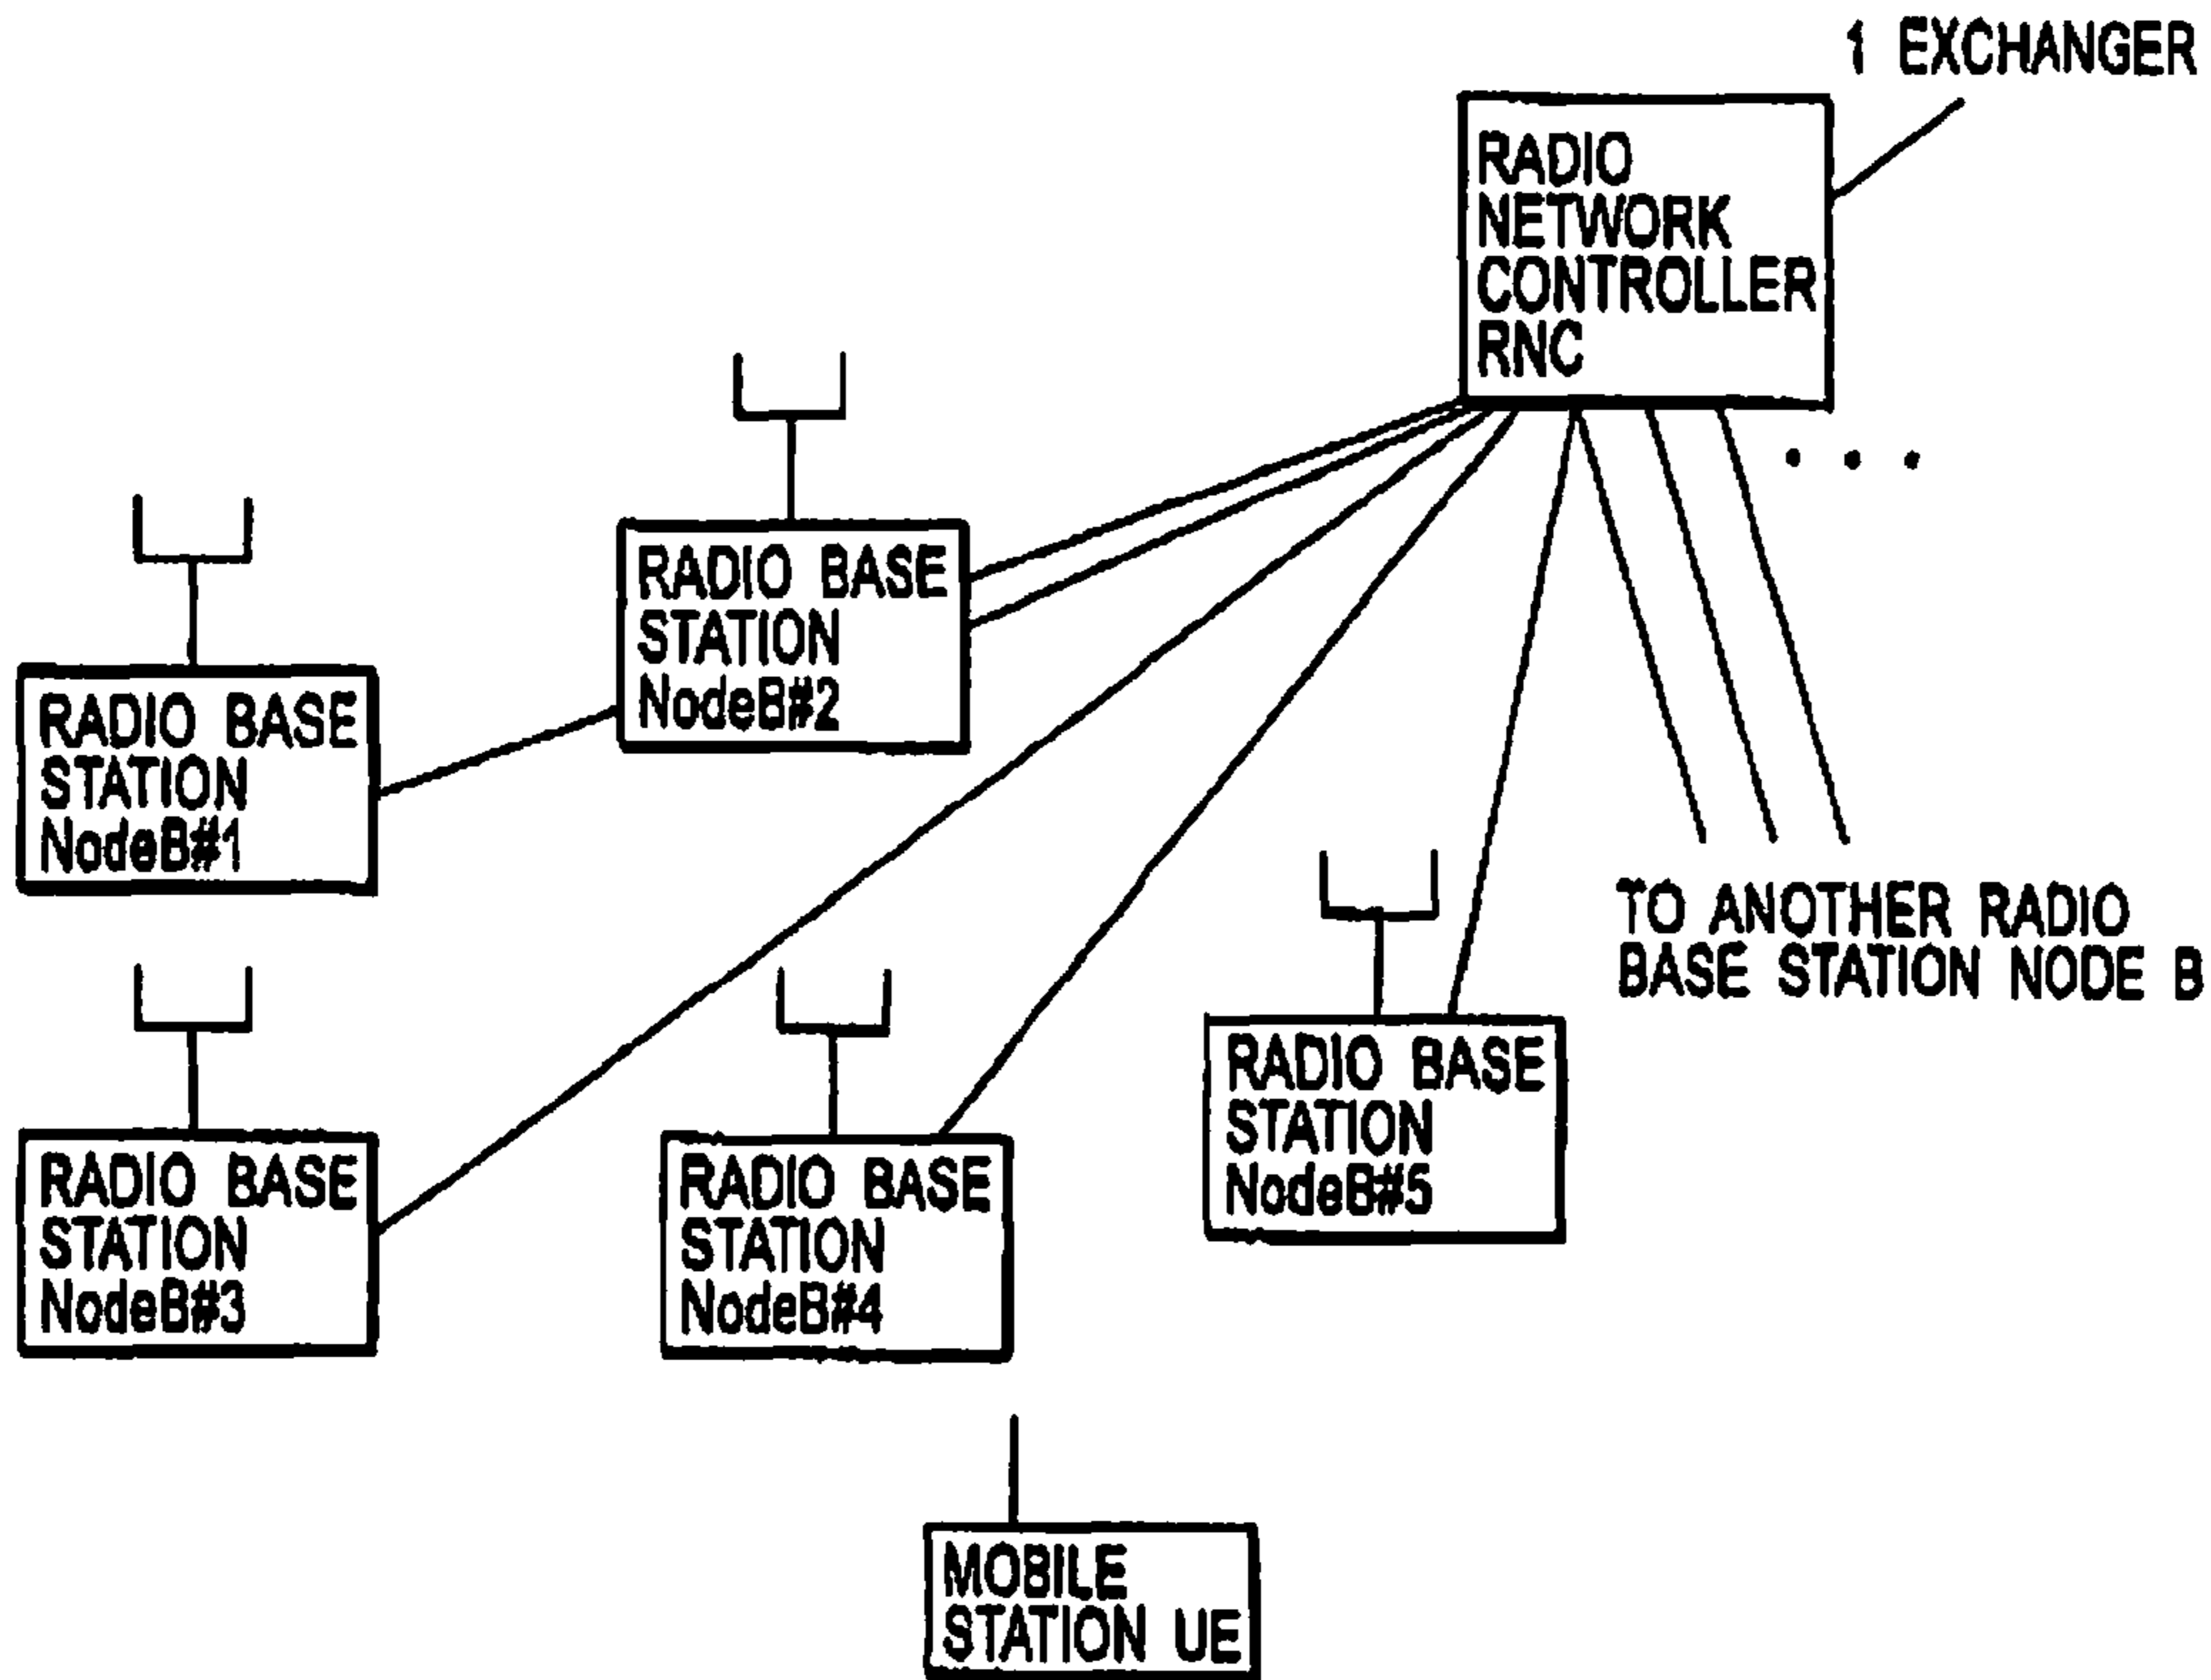 1 EXCHANGER
RADIO
NETWORK
CONTROLLER
RNC
RADIO BASE
STATION
NodeB#2
RADIO BASE
STATION
NodeB#1
TO ANOTHER RADIO
BASE STATION NODE B
RADIO BASE
STATION
NodeB#5
RADIO BASE
STATION
NodeB#3
RADIO BASE
STATION
NodeB#4
MOBILE
STATION UE